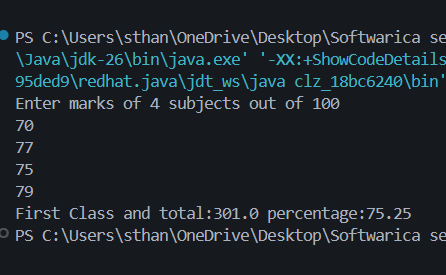 PS C:\Users\sthan\OneDrive\Desktop\Softwarica se
\Java\jdk-26\bin\java.exe' '-XX:+ShowCodeDetails
95ded9\redhat.java\jdt_ws\java clz_18bc6240\bin'
Enter marks of 4 subjects out of 100
70
77
75
79
First Class and total:301.0 percentage:75.25
PS C:\Users\sthan\OneDrive\Desktop\Softwarica se